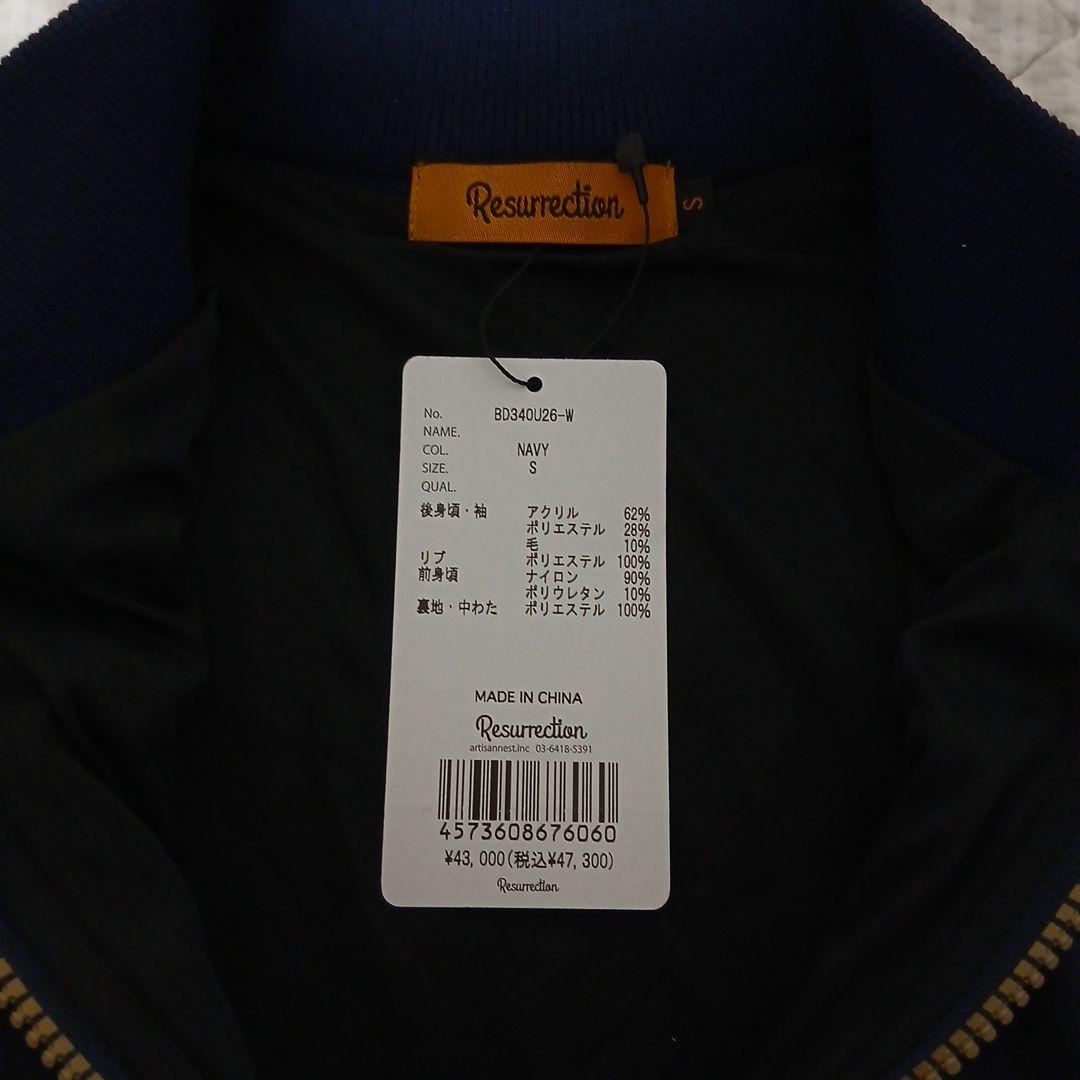 Resurrection
S
No. BD340U26-W
NAME.
COL. NAVY
SIZE. S
QUAL.
後身頃・袖 アクリル 62%
ポリエステル 28%
毛 10%
リブ ポリエステル 100%
前身頃 ナイロン 90%
ポリウレタン 10%
裏地・中わた ポリエステル 100%
MADE IN CHINA
Resurrection
artisannest.inc 03-6418-5391
4573608676060
¥43,000(税込¥47,300)
Resurrection